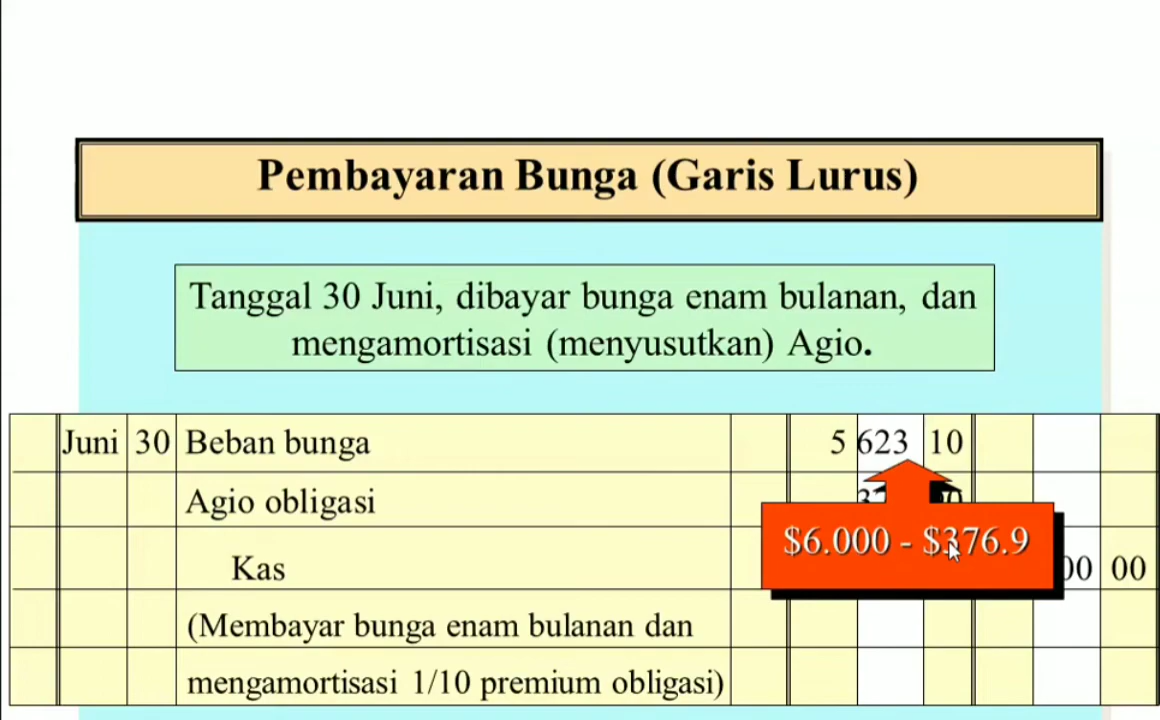 Pembayaran Bunga (Garis Lurus)
Tanggal 30 Juni, dibayar bunga enam bulanan, dan
mengamortisasi (menyusutkan) Agio.
Juni 30 Beban bunga 5 623 10
Agio obligasi
$6.000 - $376.9
Kas 00 00
(Membayar bunga enam bulanan dan
mengamortisasi 1/10 premium obligasi)